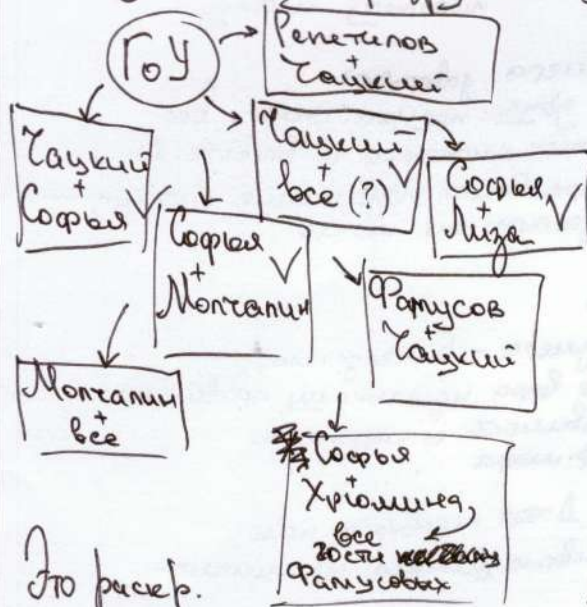 ГоУ
Репетилов
+
Чацкий
Чацкий
+
Софья
Чацкий
+
все (?)
Софья
+
Лиза
Софья
+
Молчалин
Фамусов
+
Чацкий
Молчалин
+
все
Софья
+
Хрюмина,
все
гости
Фамусовых
Это раскр.